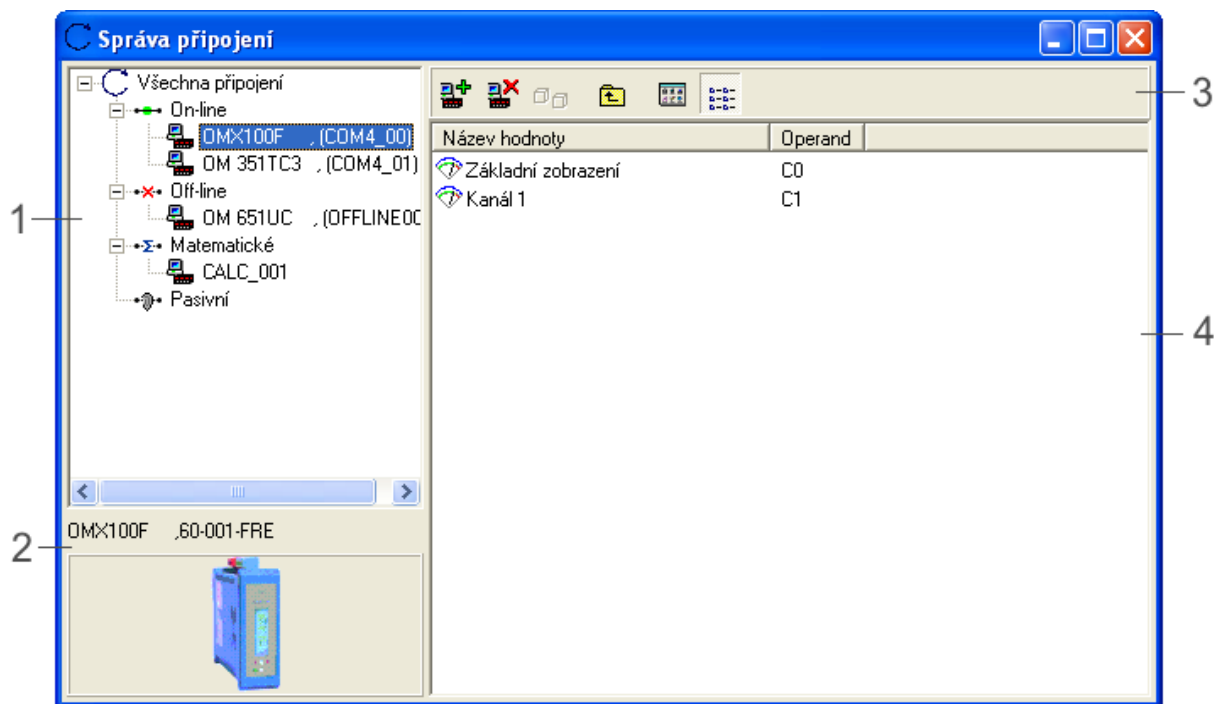 Správa připojení
Všechna připojení
On-line
OMX100F , (COM4_00)
OM 351TC3 , (COM4_01)
Off-line
OM 651UC , (OFFLINE00
Matematické
CALC_001
Pasivní
OMX100F ,60-001-FRE
Název hodnoty Operand
Základní zobrazení C0
Kanál 1 C1
1
2
3
4